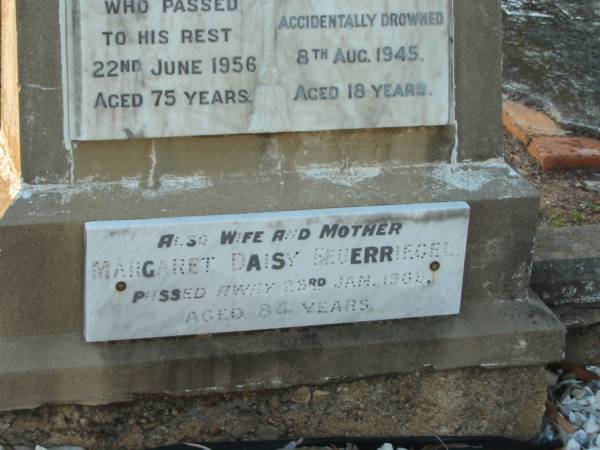 WHO PASSED
TO HIS REST
22ND JUNE 1956
AGED 75 YEARS.
ACCIDENTALLY DROWNED
8TH AUG. 1945.
AGED 18 YEARS.
ALSO WIFE AND MOTHER
MARGARET DAISY FEUERRIEGEL.
PASSED AWAY 23RD JAN.
AGED 84 YEARS.